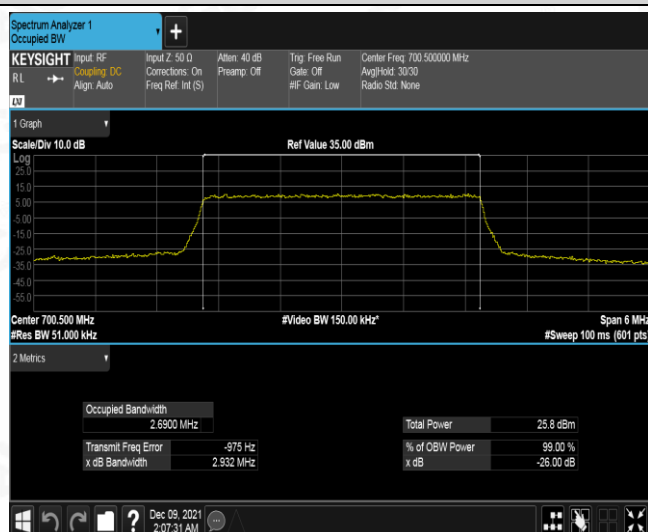 Spectrum Analyzer 1
Occupied BW
+
KEYSIGHT Input: RF Input Z: 50 Ω Atten: 40 dB Trig: Free Run Center Freq: 700.500000 MHz
RL Coupling: DC Corrections: On Preamp: Off Gate: Off Avg|Hold: 30/30
Align: Auto Freq Ref: Int (S) #IF Gain: Low Radio Std: None
LXI
1 Graph
Scale/Div 10.0 dB Ref Value 35.00 dBm
Log
25.0
15.0
5.00
-5.00
-15.0
-25.0
-35.0
-45.0
-55.0
Center 700.500 MHz #Video BW 150.00 kHz* Span 6 MHz
#Res BW 51.000 kHz #Sweep 100 ms (601 pts)
2 Metrics
Occupied Bandwidth
2.6900 MHz Total Power 25.8 dBm
Transmit Freq Error -975 Hz % of OBW Power 99.00 %
x dB Bandwidth 2.932 MHz x dB -26.00 dB
? Dec 09, 2021
2:07:31 AM